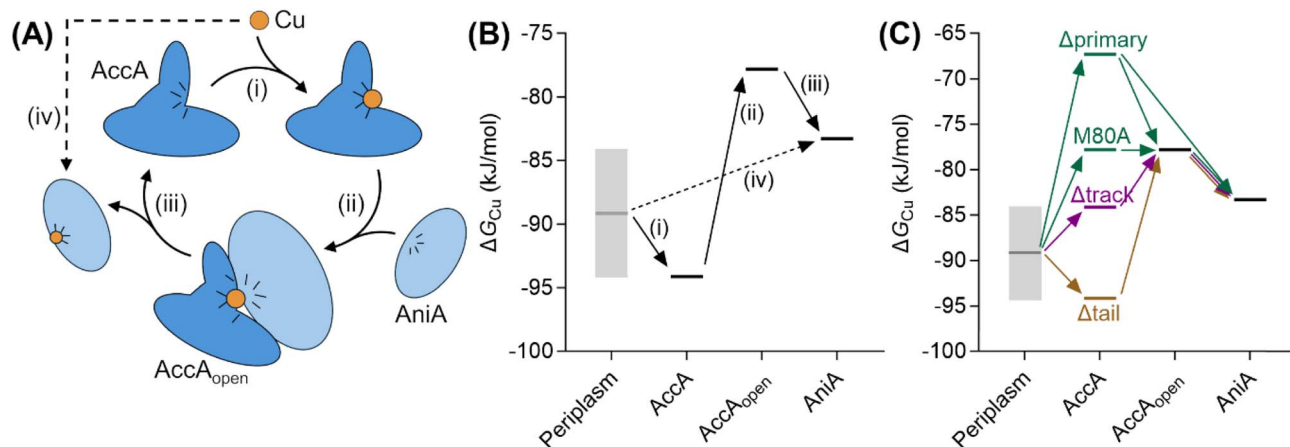 (A)
Cu
AccA
(i)
(iv)
(iii)
(ii)
AniA
AccAopen
(B)
ΔGCu (kJ/mol)
-75
-80
-85
-90
-95
-100
(ii)
(iii)
(iv)
(i)
Periplasm
AccA
AccAopen
AniA
(C)
ΔGCu (kJ/mol)
-65
-70
-75
-80
-85
-90
-95
-100
Δprimary
M80A
Δtrack
Δtail
Periplasm
AccA
AccAopen
AniA